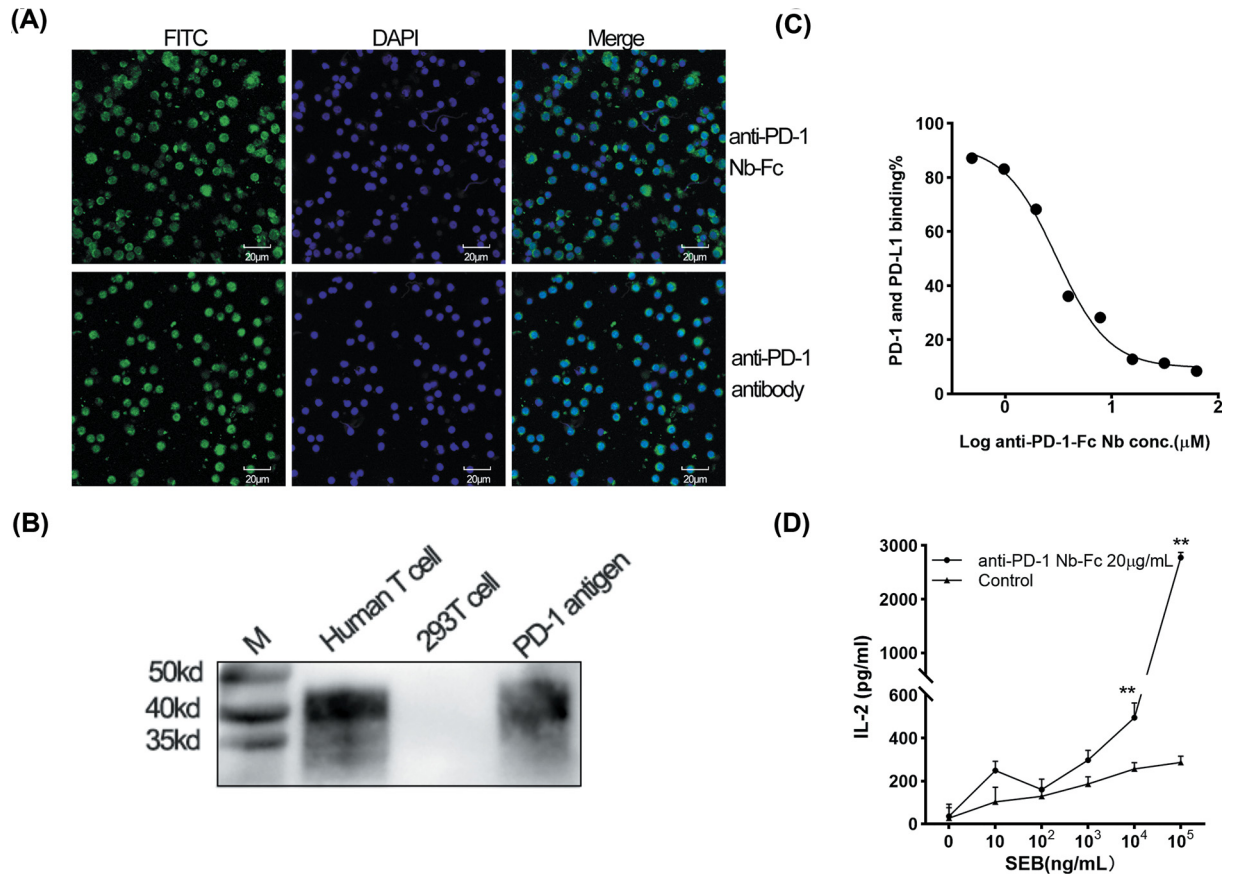 (A)
FITC
DAPI
Merge
20μm
20μm
20μm
anti-PD-1
Nb-Fc
20μm
20μm
20μm
anti-PD-1
antibody
(B)
M
Human T cell
293T cell
PD-1 antigen
50kd
40kd
35kd
(C)
PD-1 and PD-L1 binding%
100
80
60
40
20
0
0
1
2
Log anti-PD-1-Fc Nb conc.(μM)
(D)
IL-2 (pg/ml)
3000
2000
1000
600
400
200
0
anti-PD-1 Nb-Fc 20μg/mL
Control
**
**
0
10
10²
10³
10⁴
10⁵
SEB(ng/mL)